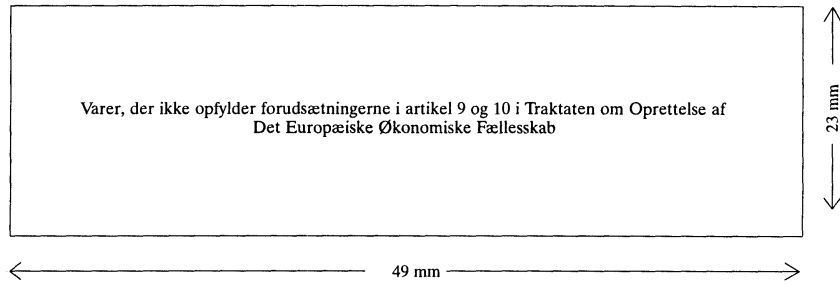 Varer, der ikke opfylder forudsætningerne i artikel 9 og 10 i Traktaten om Oprettelse af
Det Europæiske Økonomiske Fællesskab
23 mm
49 mm